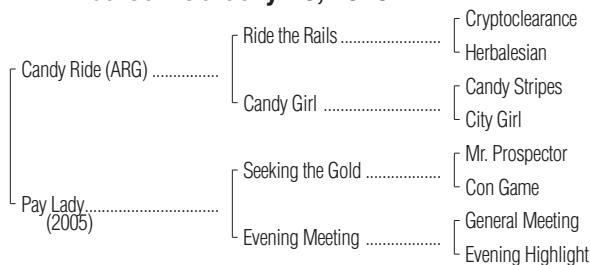 Cryptoclearance
Ride the Rails
Herbalesian
Candy Ride (ARG)
Candy Stripes
Candy Girl
City Girl
Mr. Prospector
Seeking the Gold
Con Game
Pay Lady
(2005)
General Meeting
Evening Meeting
Evening Highlight